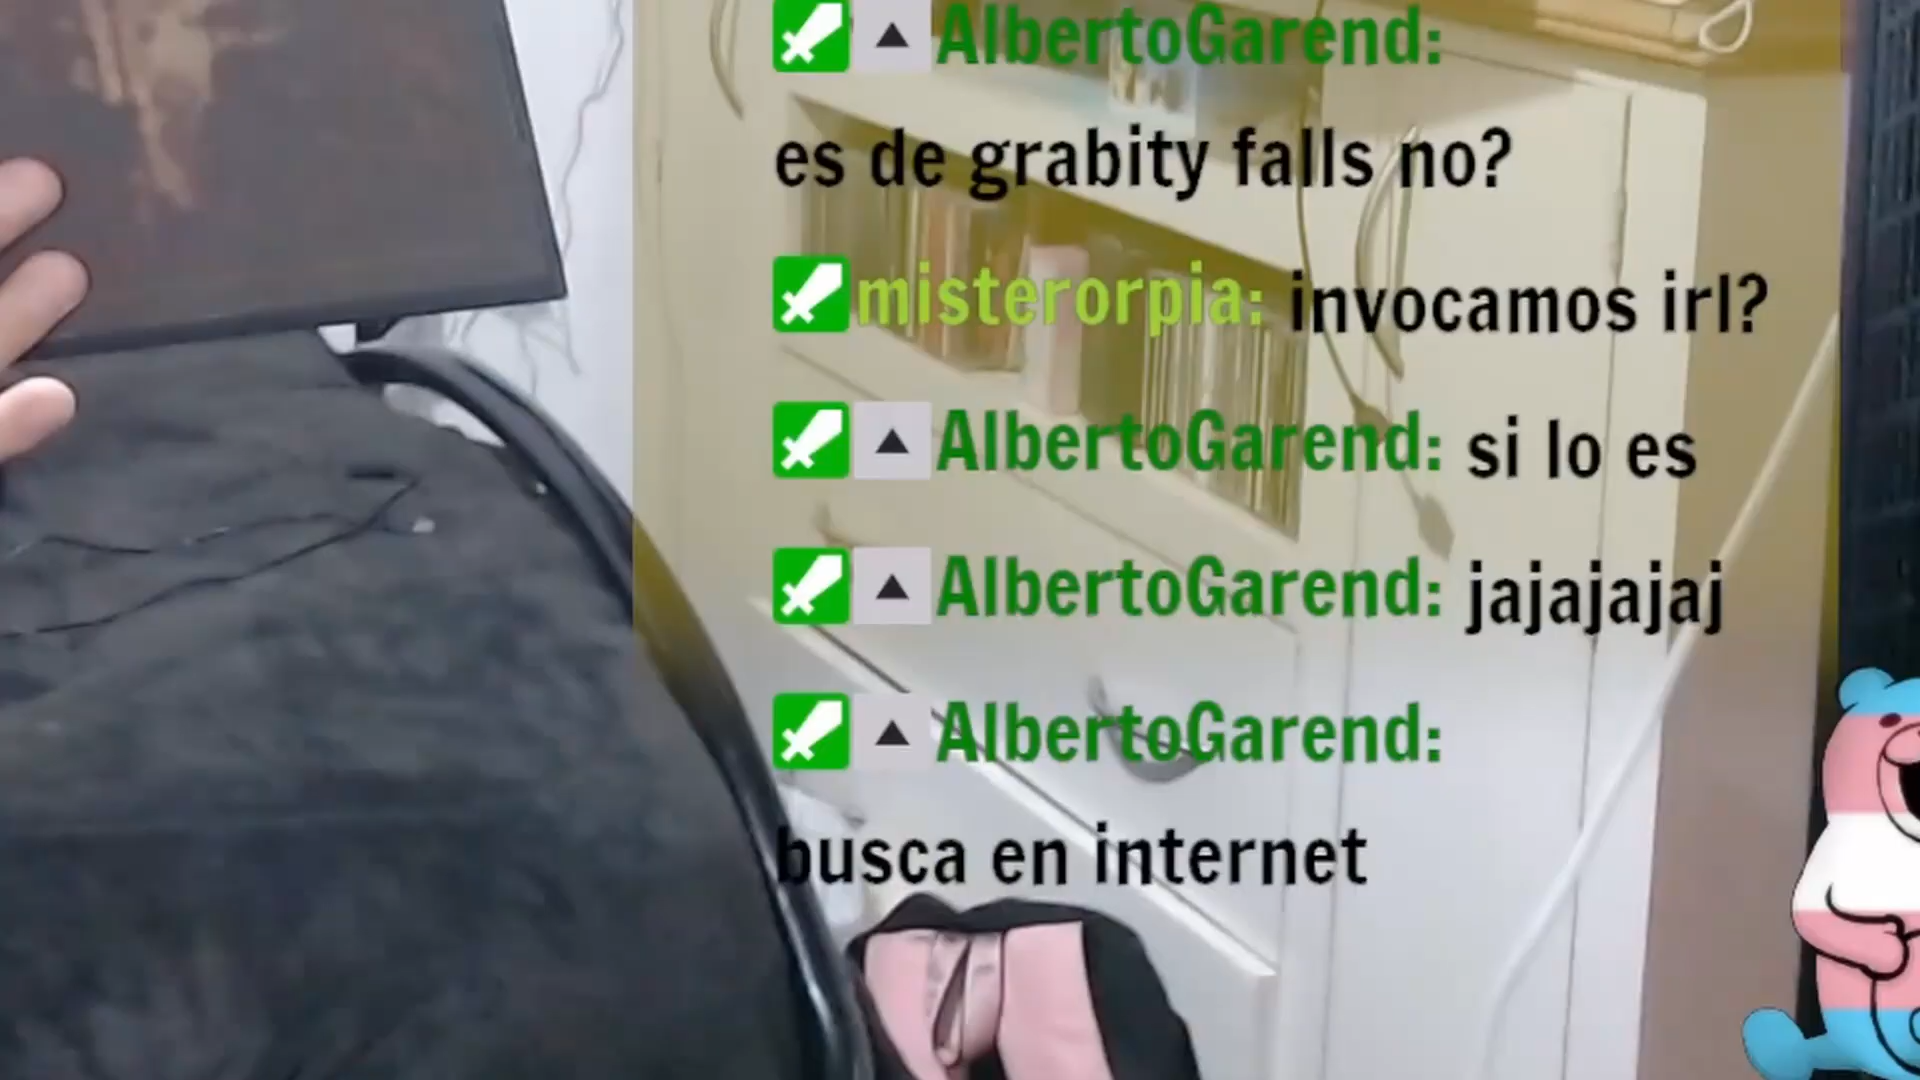 AlbertoGarend:
es de grabity falls no?
misterorpia: invocamos irl?
AlbertoGarend: si lo es
AlbertoGarend: jajajajaj
AlbertoGarend:
busca en internet